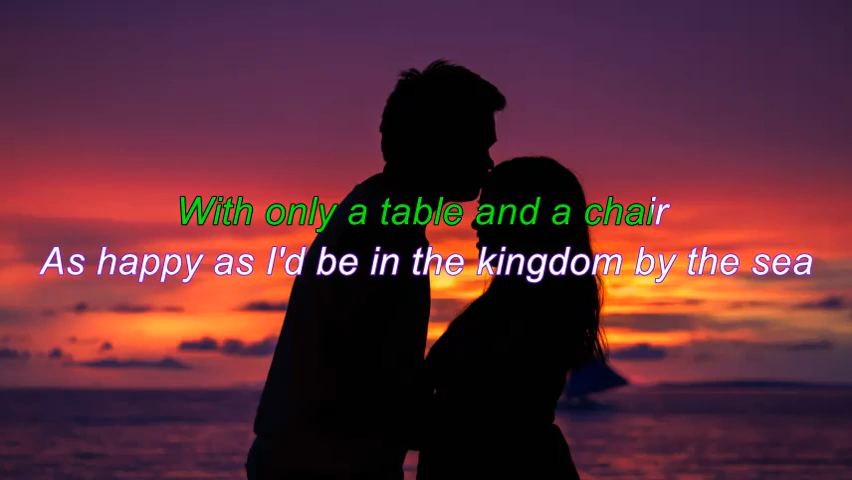 With only a table and a chair
As happy as I'd be in the kingdom by the sea